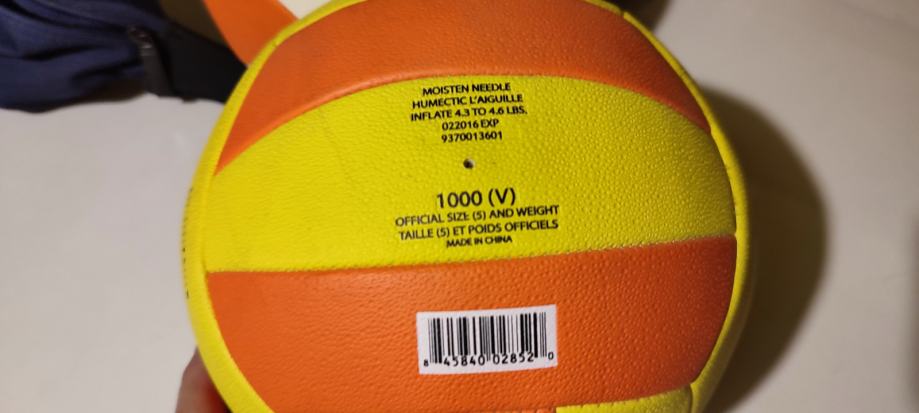 MOISTEN NEEDLE
HUMECTIC L'AIGUILLE
INFLATE 4.3 TO 4.6 LBS.
022016 EXP
9370013601
1000 (V)
OFFICIAL SIZE (5) AND WEIGHT
TAILLE (5) ET POIDS OFFICIELS
MADE IN CHINA
8 45840 02852 0